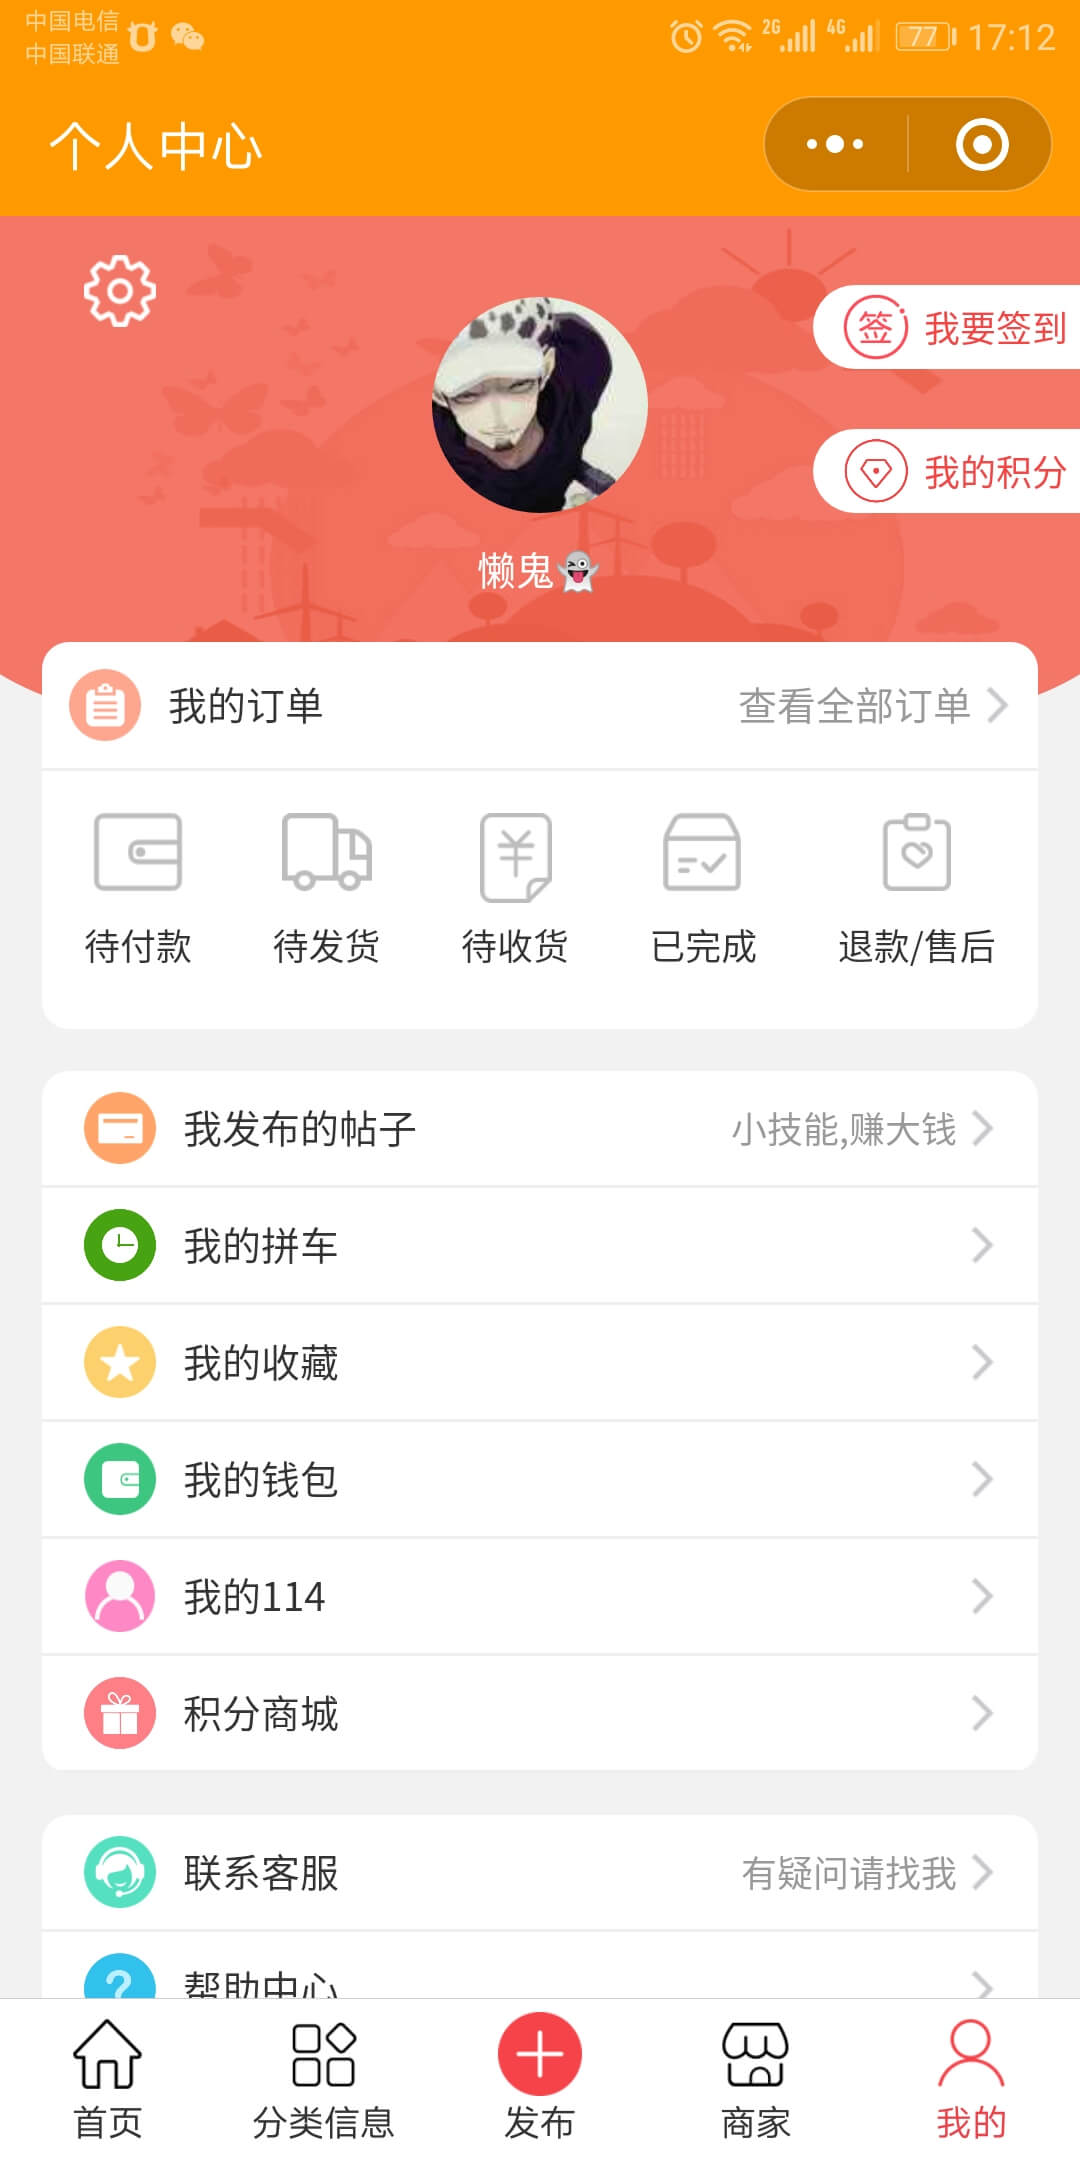 中国电信
中国联通
2G
4G
77
17:12
个人中心
签 我要签到
我的积分
懒鬼👻
我的订单 查看全部订单
待付款 待发货 待收货 已完成 退款/售后
我发布的帖子 小技能,赚大钱
我的拼车
我的收藏
我的钱包
我的114
积分商城
联系客服 有疑问请找我
帮助中心
首页 分类信息 发布 商家 我的